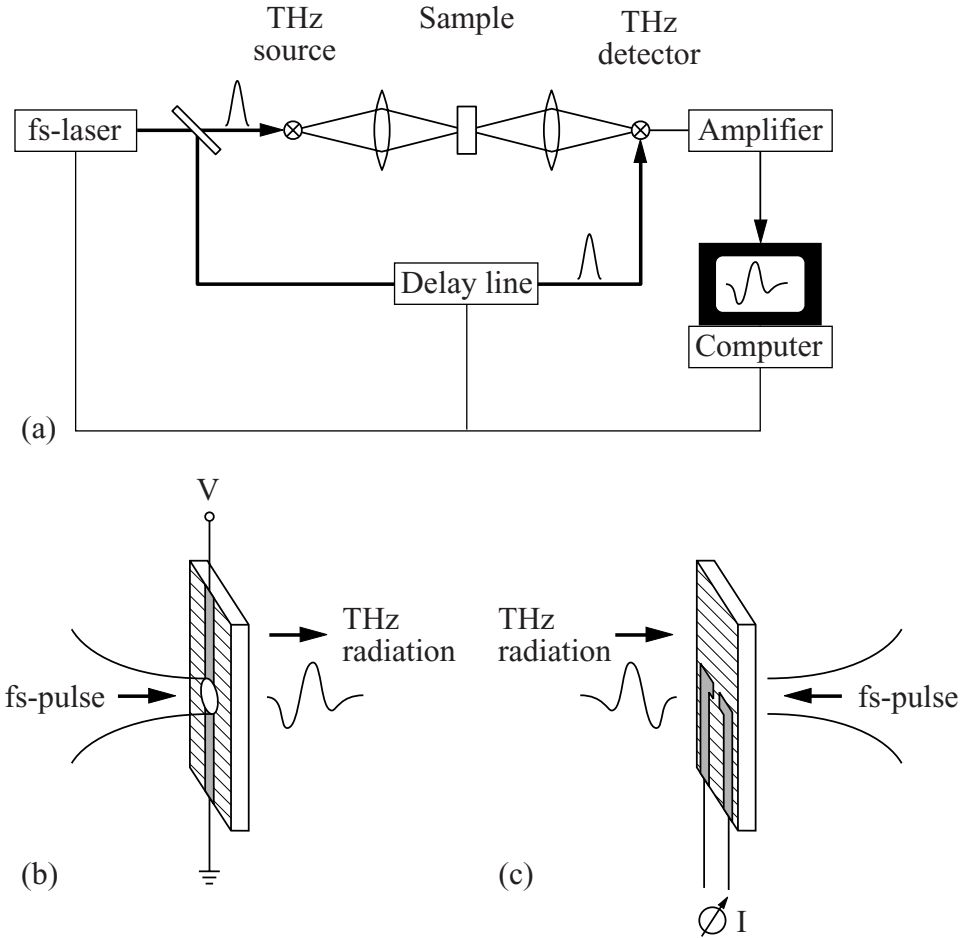 THz
source
Sample
THz
detector
fs-laser
Amplifier
Delay line
Computer
(a)
V
THz
radiation
fs-pulse
(b)
THz
radiation
fs-pulse
(c)
I